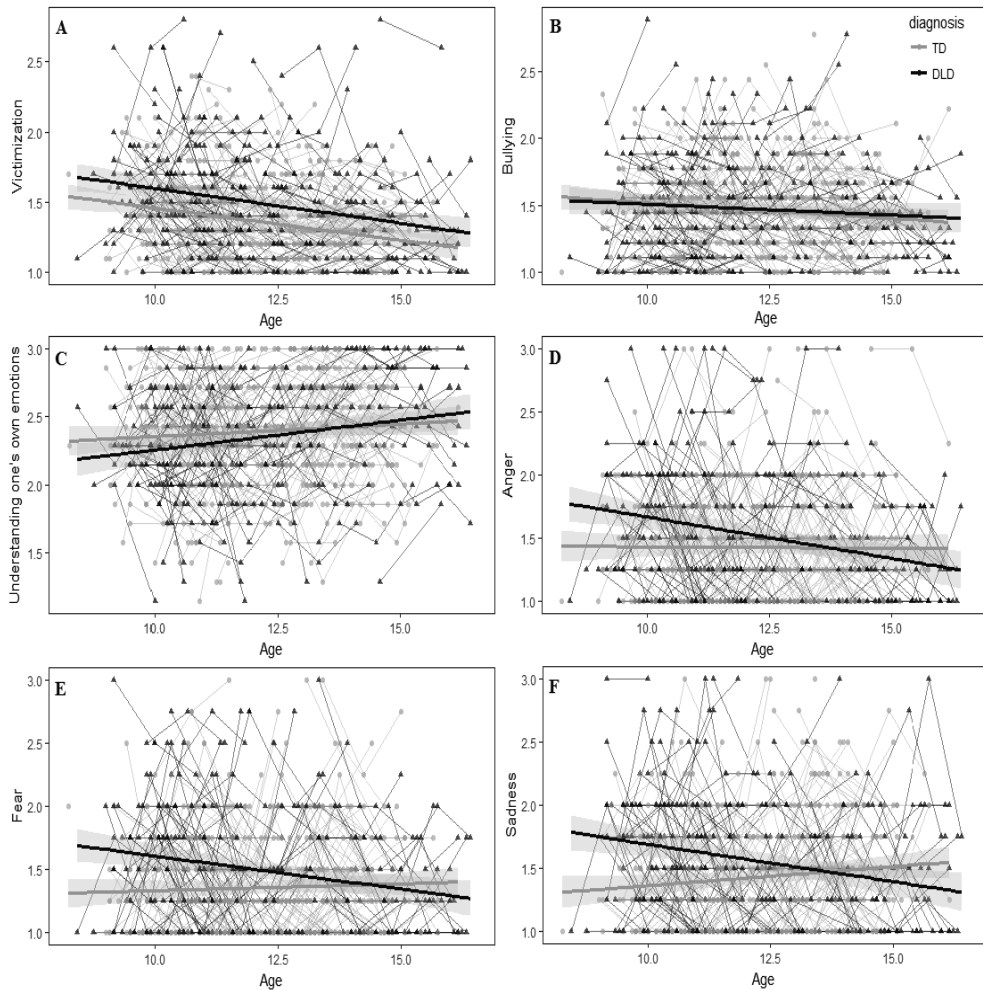 A
Victimization
2.5
2.0
1.5
1.0
10.0 12.5 15.0
Age
B
diagnosis
TD
DLD
Bullying
2.5
2.0
1.5
1.0
10.0 12.5 15.0
Age
C
Understanding one's own emotions
3.0
2.5
2.0
1.5
10.0 12.5 15.0
Age
D
Anger
3.0
2.5
2.0
1.5
1.0
10.0 12.5 15.0
Age
E
Fear
3.0
2.5
2.0
1.5
1.0
10.0 12.5 15.0
Age
F
Sadness
3.0
2.5
2.0
1.5
1.0
10.0 12.5 15.0
Age